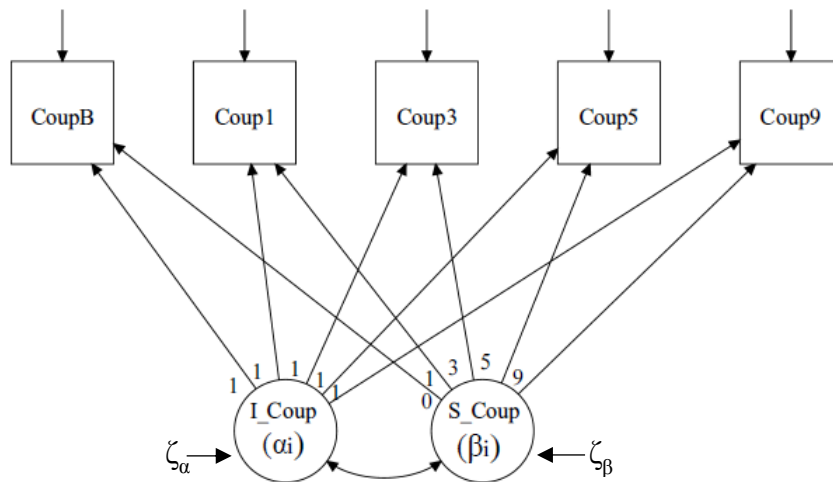 CoupB Coup1 Coup3 Coup5 Coup9
1 1 1 1 1 0 1 3 5 9
I_Coup S_Coup
(αi) (βi)
ζα ζβ